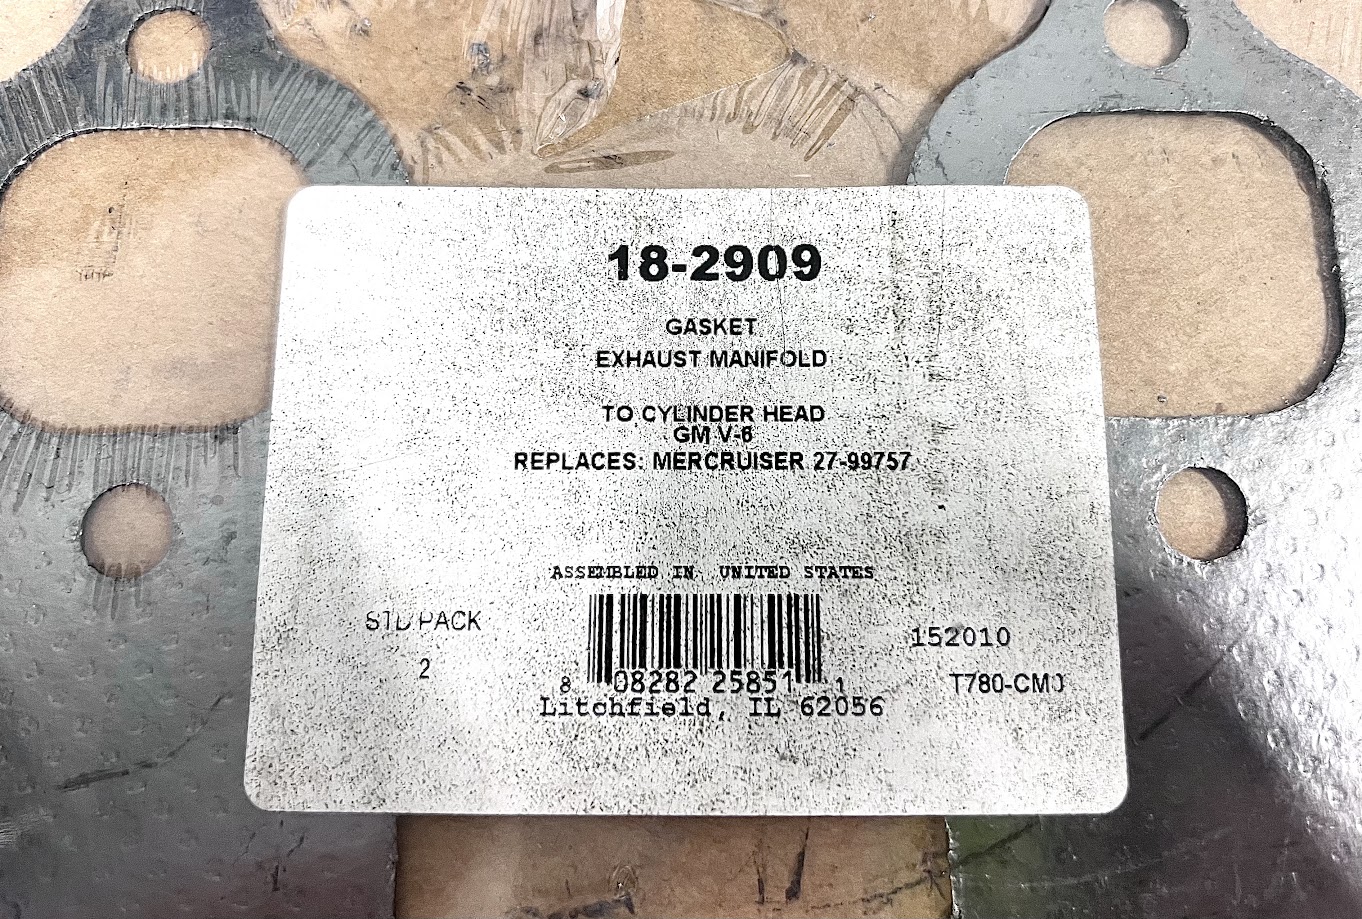 18-2909
GASKET
EXHAUST MANIFOLD
TO CYLINDER HEAD
GM V-6
REPLACES: MERCRUISER 27-99757
ASSEMBLED IN UNITED STATES
STD PACK
2
8 08282 25851 1
Litchfield, IL 62056
152010
T780-CM0